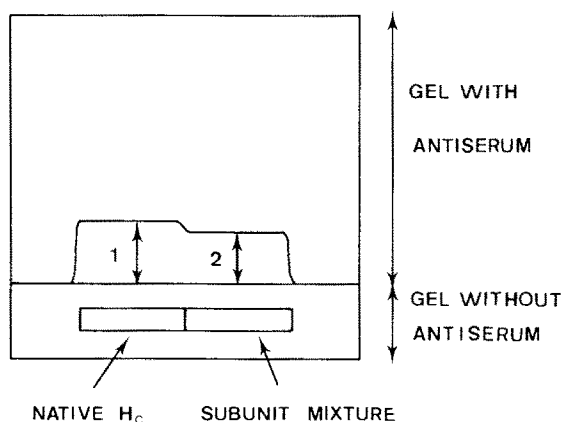 GEL WITH
ANTISERUM
1
2
GEL WITHOUT
ANTISERUM
NATIVE Hc
SUBUNIT MIXTURE